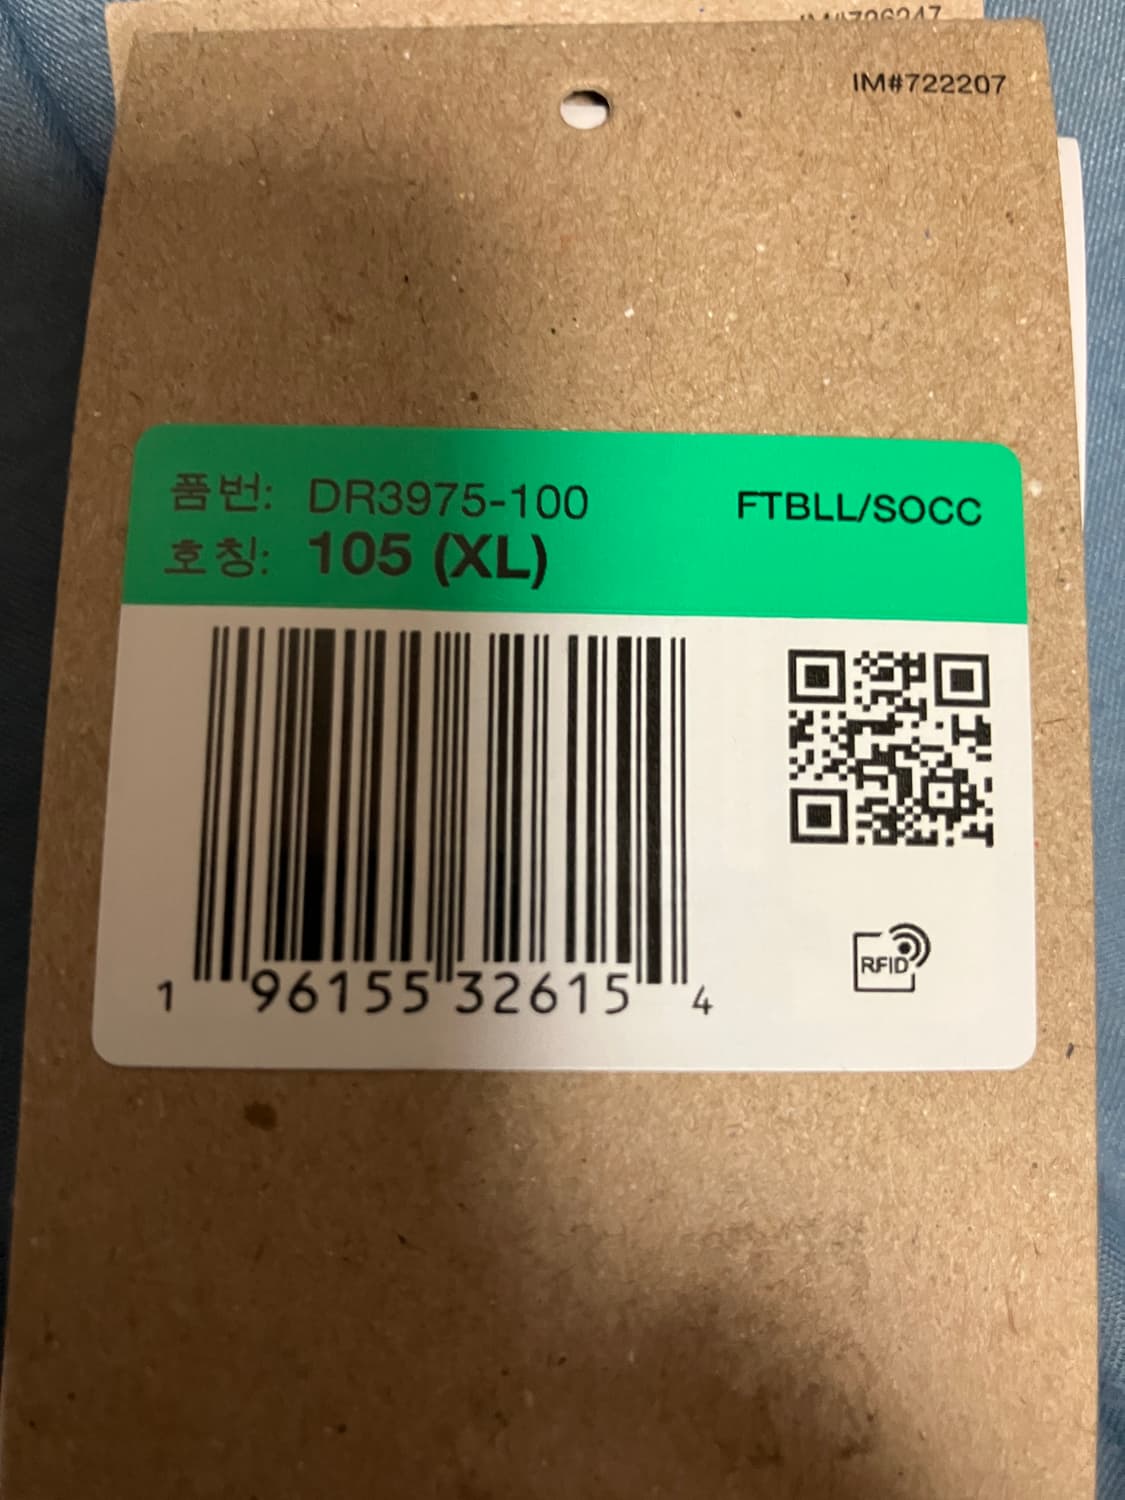 IM#722207
품번: DR3975-100
FTBLL/SOCC
호칭: 105 (XL)
RFID
1 96155 32615 4